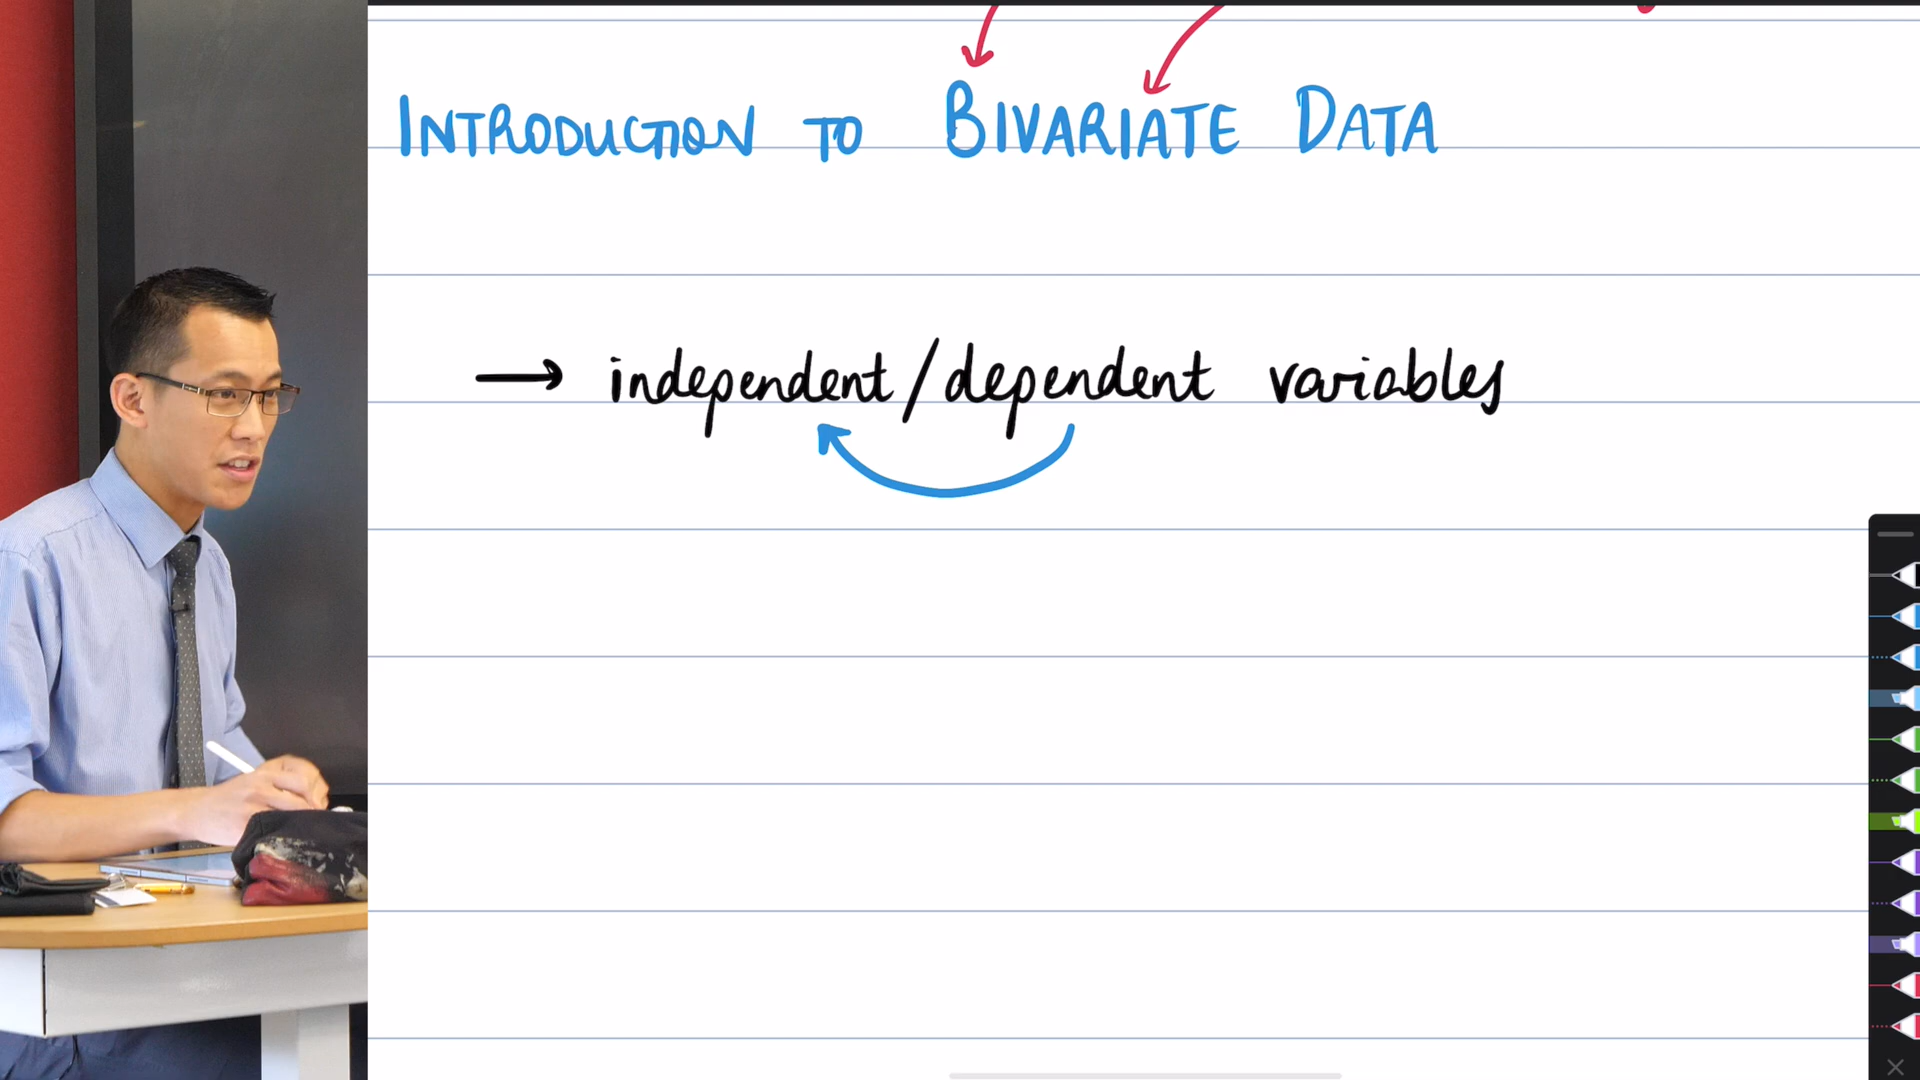 INTRODUCTION TO BIVARIATE DATA
→ independent/dependent variables